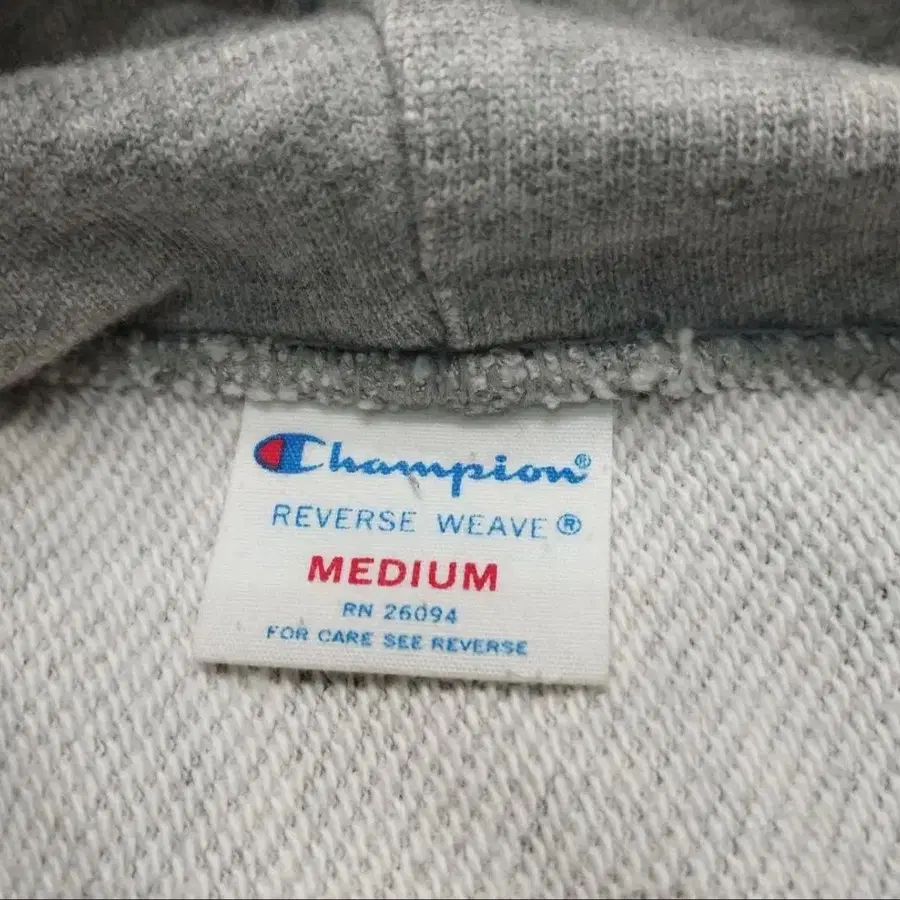 Champion®
REVERSE WEAVE®
MEDIUM
RN 26094
FOR CARE SEE REVERSE